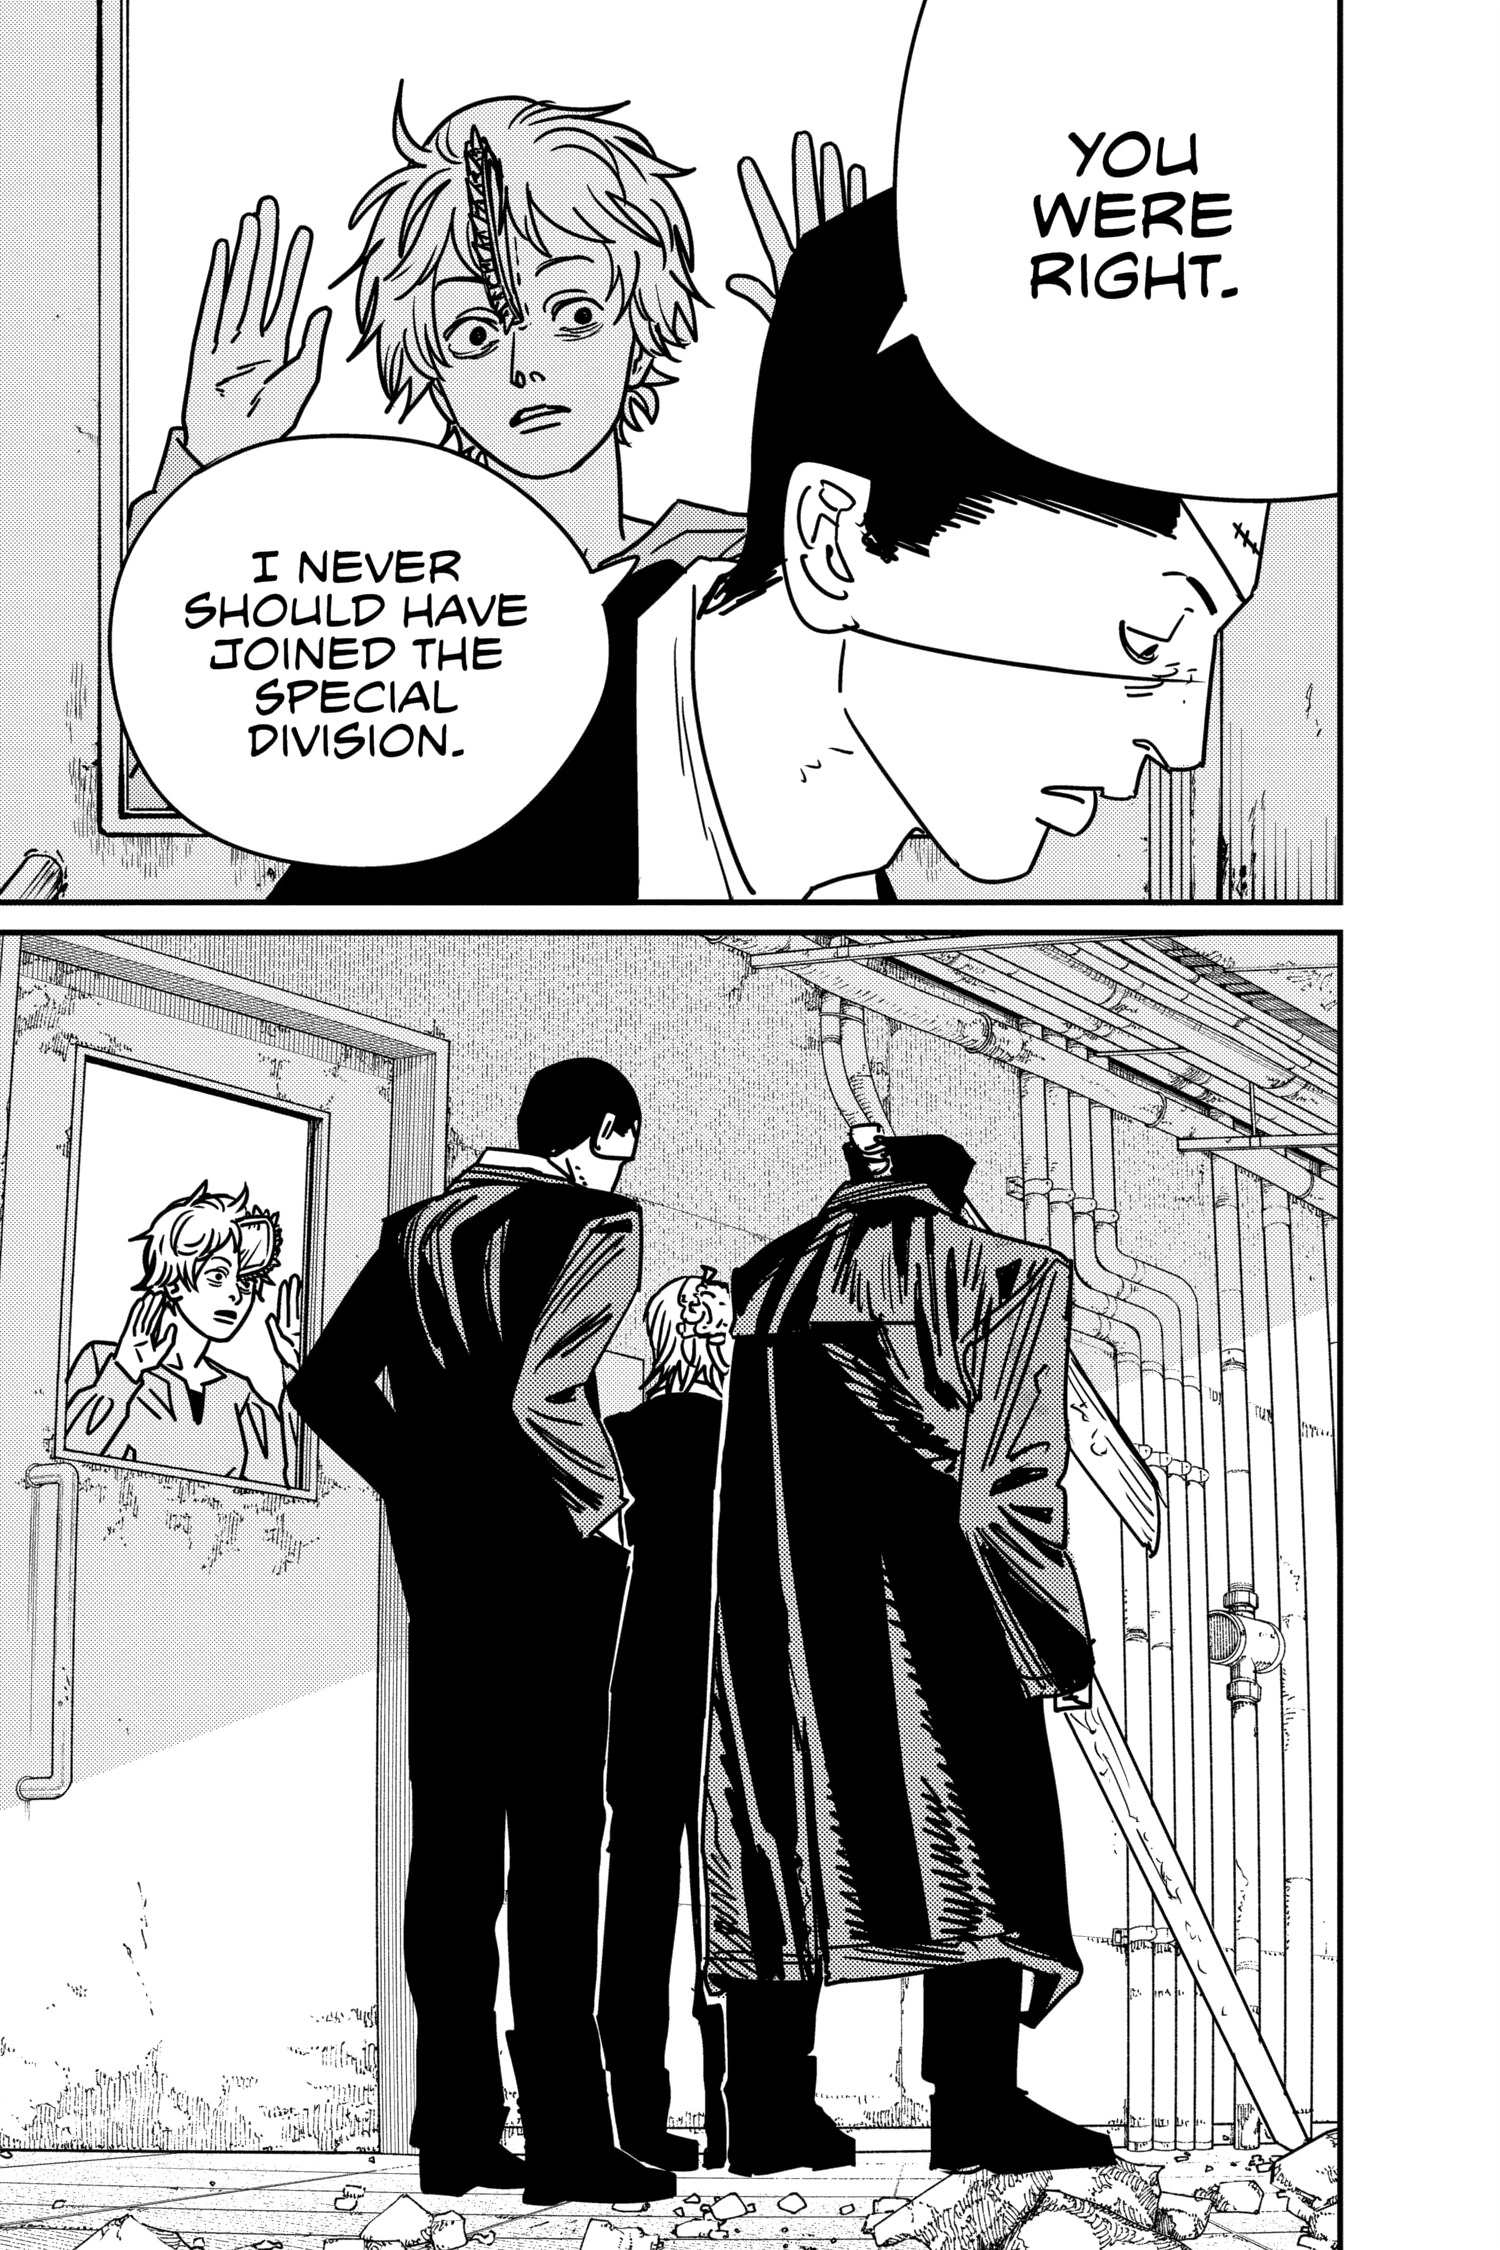 YOU
WERE
RIGHT.
I NEVER
SHOULD HAVE
JOINED THE
SPECIAL
DIVISION.